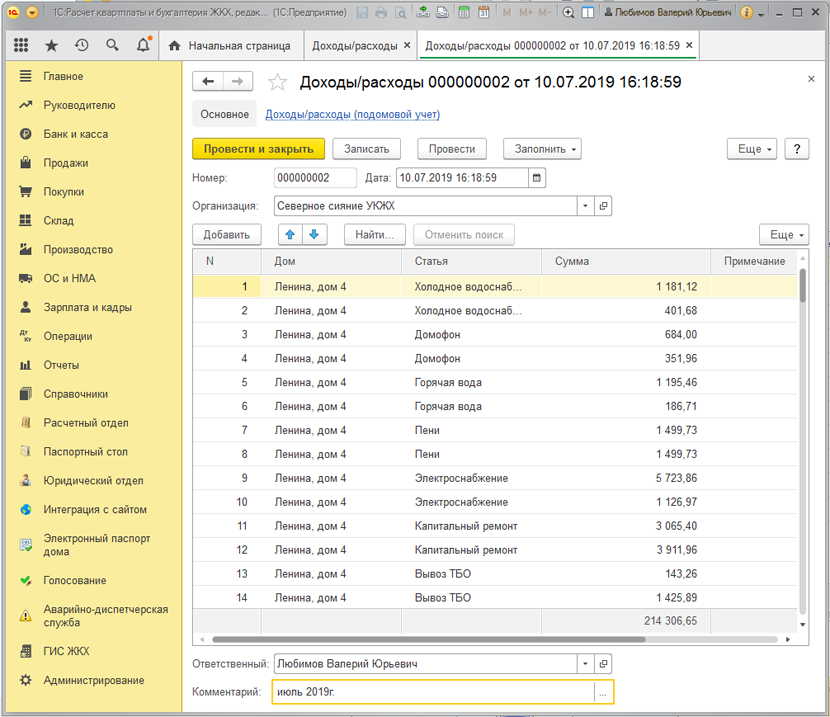 1С:Расчет квартплаты и бухгалтерия ЖКХ, редак... (1С:Предприятие)
M M+ M-
Любимов Валерий Юрьевич
Начальная страница
Доходы/расходы ×
Доходы/расходы 000000002 от 10.07.2019 16:18:59 ×
Главное
Руководителю
Банк и касса
Продажи
Покупки
Склад
Производство
ОС и НМА
Зарплата и кадры
Операции
Отчеты
Справочники
Расчетный отдел
Паспортный стол
Юридический отдел
Интеграция с сайтом
Электронный паспорт
дома
Голосование
Аварийно-диспетчерская
служба
ГИС ЖКХ
Администрирование
Доходы/расходы 000000002 от 10.07.2019 16:18:59
Основное Доходы/расходы (подомовой учет)
Провести и закрыть Записать Провести Заполнить Еще ?
Номер: 000000002 Дата: 10.07.2019 16:18:59
Организация: Северное сияние УКЖХ
Добавить Найти... Отменить поиск Еще
N Дом Статья Сумма Примечание
1 Ленина, дом 4 Холодное водоснаб... 1 181,12
2 Ленина, дом 4 Холодное водоснаб... 401,68
3 Ленина, дом 4 Домофон 684,00
4 Ленина, дом 4 Домофон 351,96
5 Ленина, дом 4 Горячая вода 1 195,46
6 Ленина, дом 4 Горячая вода 186,71
7 Ленина, дом 4 Пени 1 499,73
8 Ленина, дом 4 Пени 1 499,73
9 Ленина, дом 4 Электроснабжение 5 723,86
10 Ленина, дом 4 Электроснабжение 1 126,97
11 Ленина, дом 4 Капитальный ремонт 3 065,40
12 Ленина, дом 4 Капитальный ремонт 3 911,96
13 Ленина, дом 4 Вывоз ТБО 143,26
14 Ленина, дом 4 Вывоз ТБО 1 425,89
214 306,65
Ответственный: Любимов Валерий Юрьевич
Комментарий: июль 2019г. ...